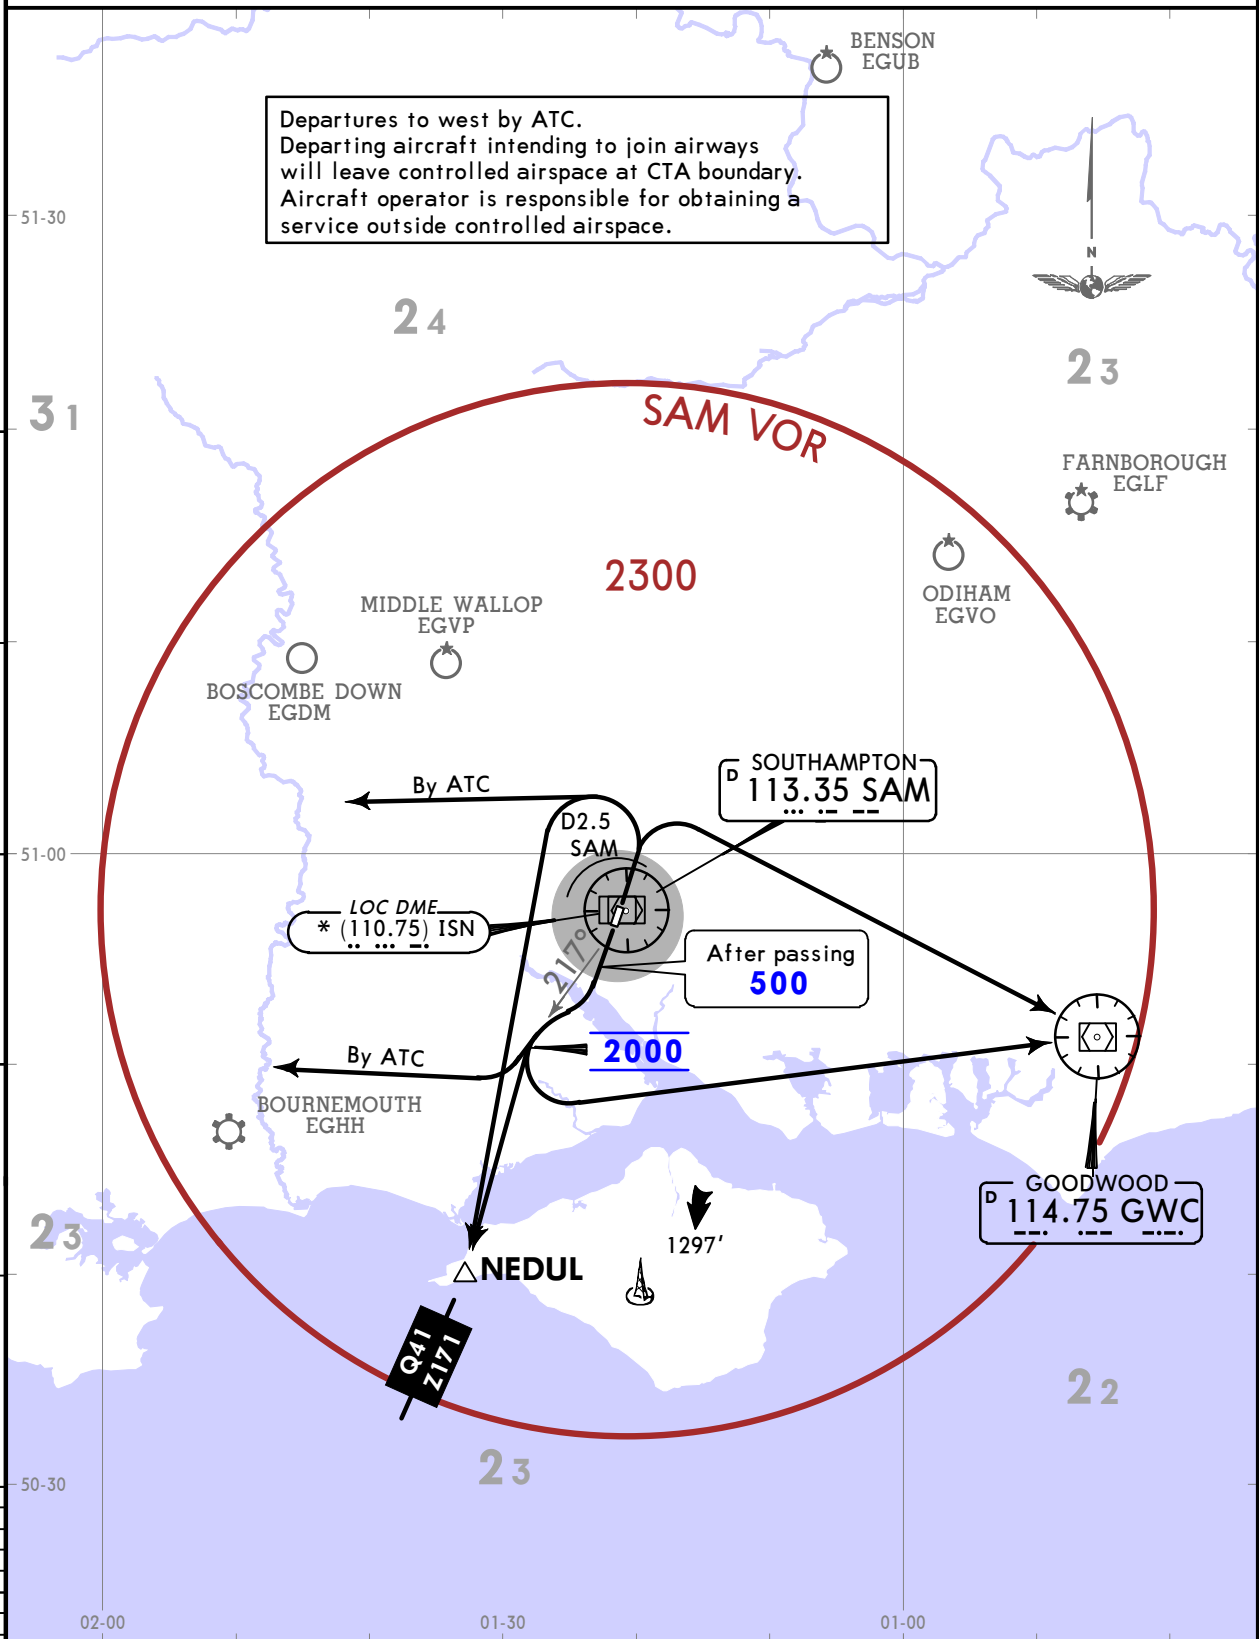 BENSON
EGUB
Departures to west by ATC.
Departing aircraft intending to join airways
will leave controlled airspace at CTA boundary.
Aircraft operator is responsible for obtaining a
service outside controlled airspace.
51-30
N
24
23
31
SAM VOR
FARNBOROUGH
EGLF
2300
ODIHAM
EGVO
MIDDLE WALLOP
EGVP
BOSCOMBE DOWN
EGDM
SOUTHAMPTON
D 113.35 SAM
By ATC
D2.5
SAM
51-00
LOC DME
* (110.75) ISN
217°
After passing
500
2000
By ATC
BOURNEMOUTH
EGHH
GOODWOOD
D 114.75 GWC
23
1297'
NEDUL
Q41
Z171
22
23
50-30
02-00
01-30
01-00